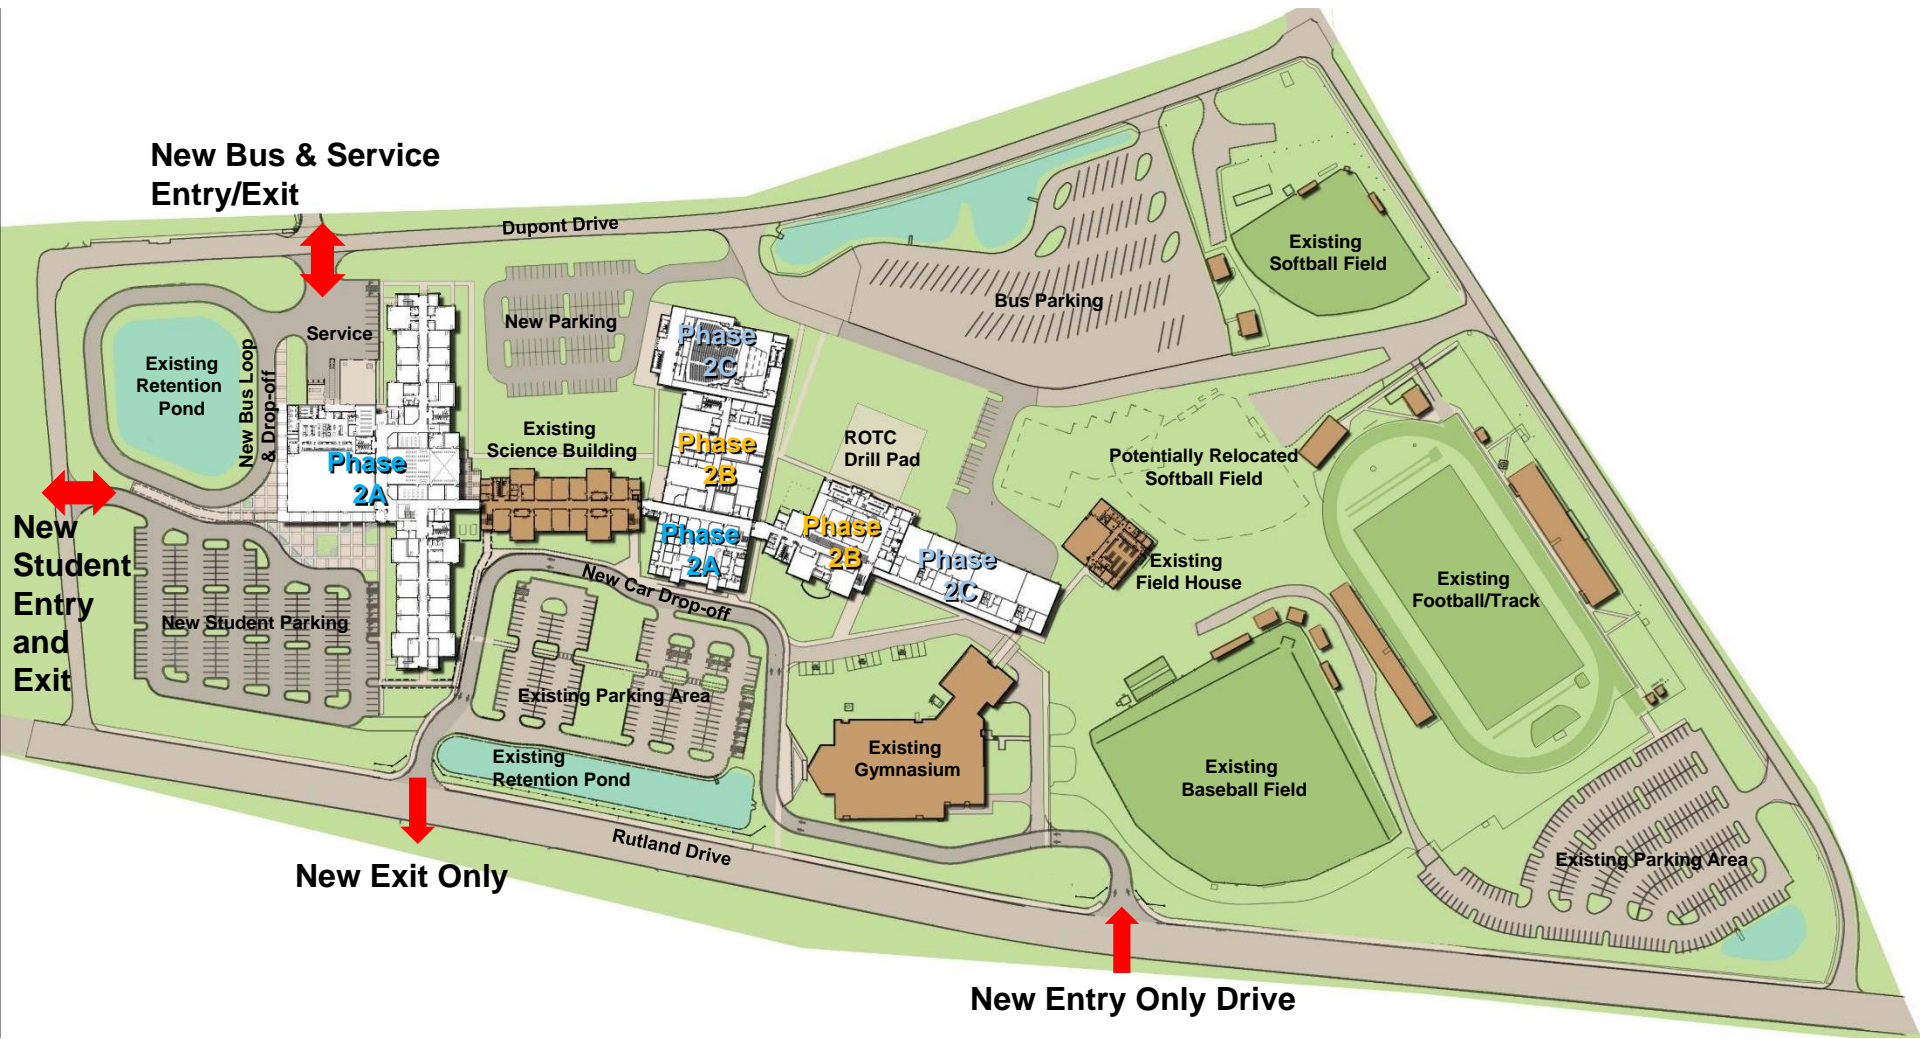 New Bus & Service
Entry/Exit
Dupont Drive
Existing
Softball Field
Bus Parking
New Parking
Service
Phase
2C
Existing
Retention
Pond
New Bus Loop
& Drop-off
Existing
Science Building
Phase
2B
ROTC
Drill Pad
Potentially Relocated
Softball Field
Phase
2A
New
Student
Entry
and
Exit
Phase
2A
Phase
2B
Phase
2C
Existing
Field House
Existing
Football/Track
New Car Drop-off
New Student Parking
Existing Parking Area
Existing
Retention Pond
Existing
Gymnasium
Existing
Baseball Field
Rutland Drive
Existing Parking Area
New Exit Only
New Entry Only Drive